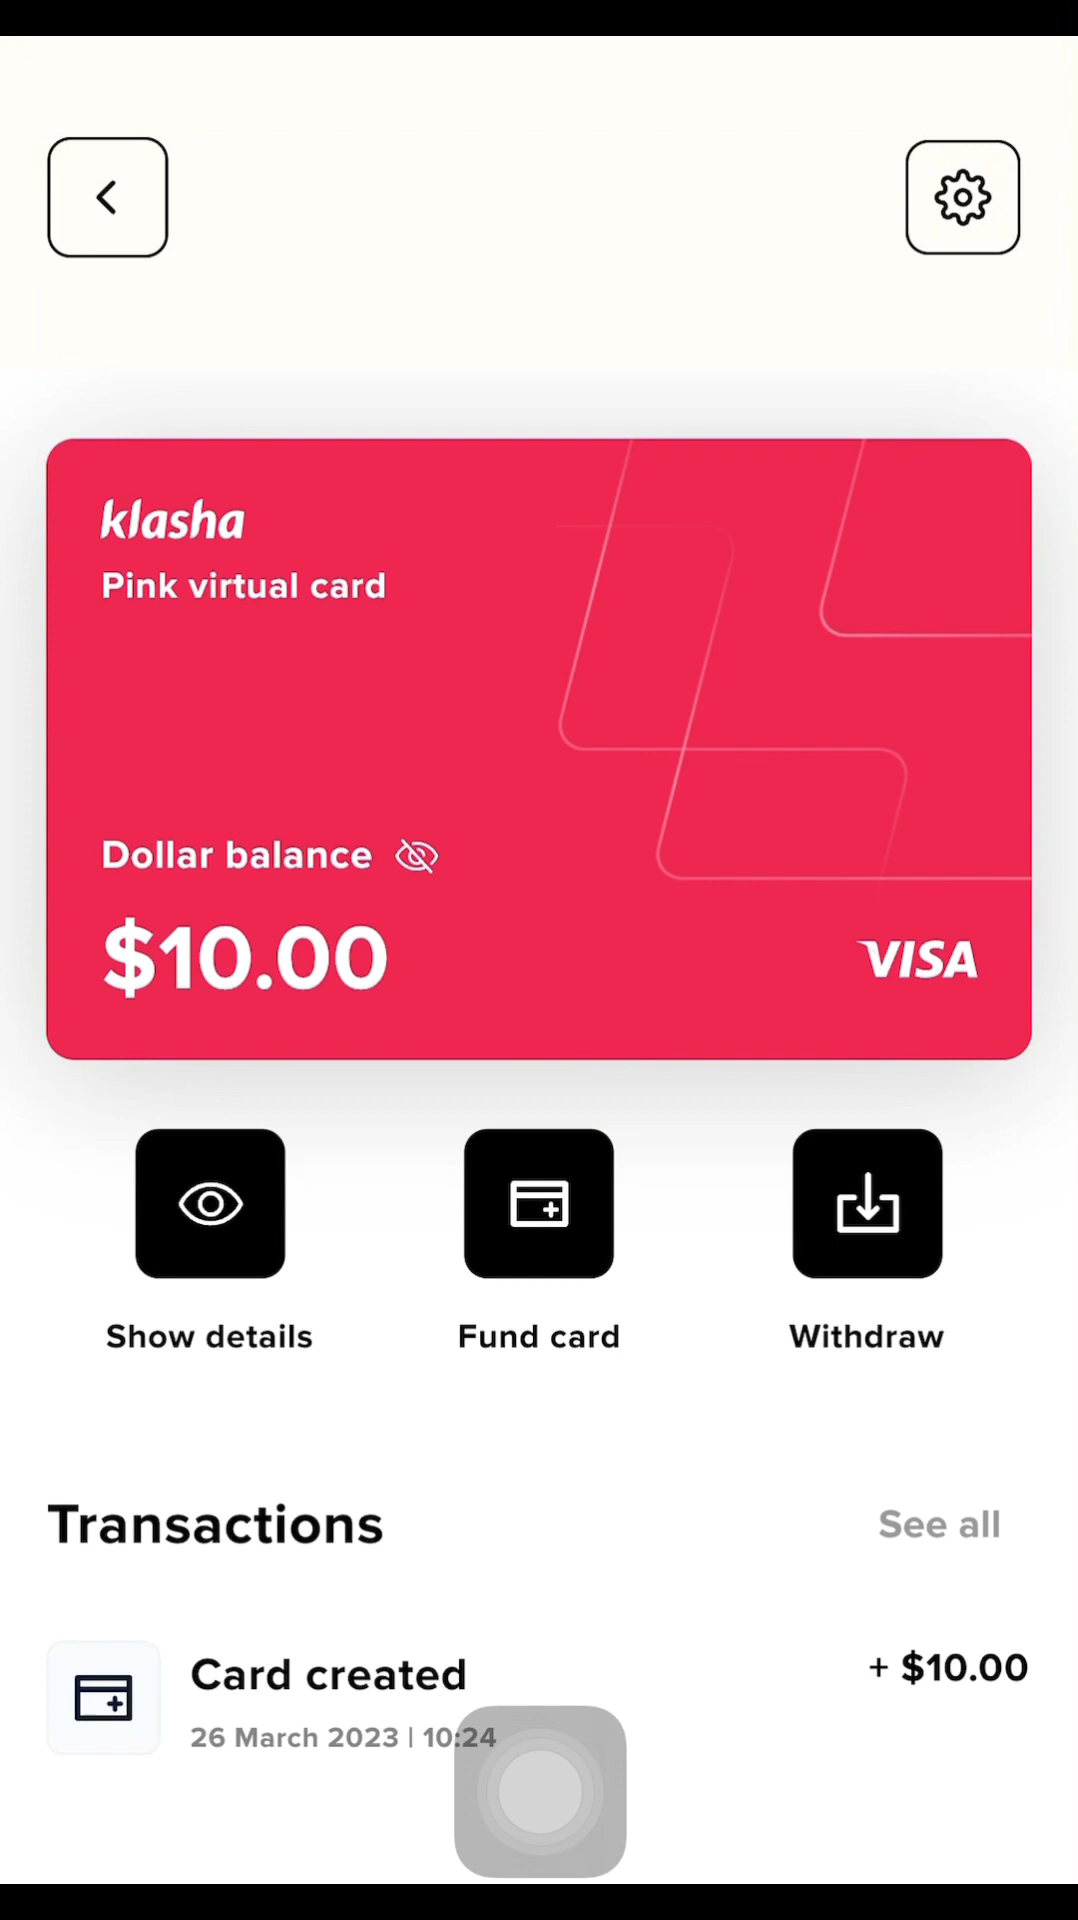 klasha
Pink virtual card
Dollar balance
$10.00
VISA
Show details
Fund card
Withdraw
Transactions
See all
Card created
+ $10.00
26 March 2023 | 10:24